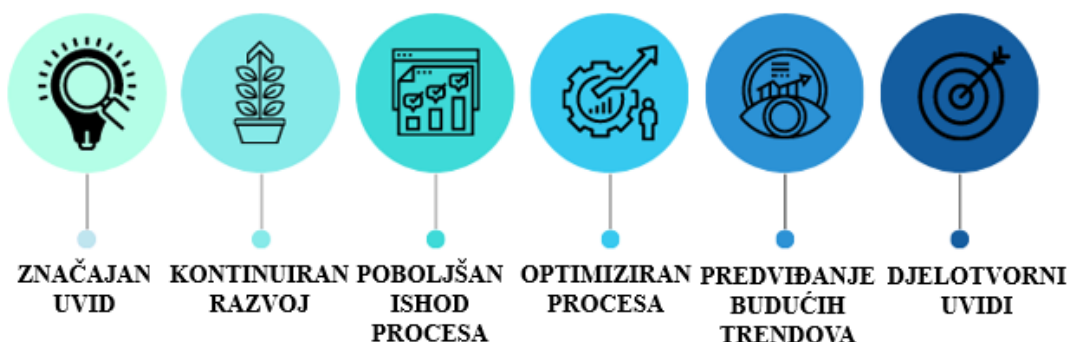 ZNAČAJAN
UVID
KONTINUIRAN
RAZVOJ
POBOLJŠAN
ISHOD
PROCESA
OPTIMIZIRAN
PROCESA
PREDVIĐANJE
BUDUĆIH
TRENDOVA
DJELOTVORNI
UVIDI